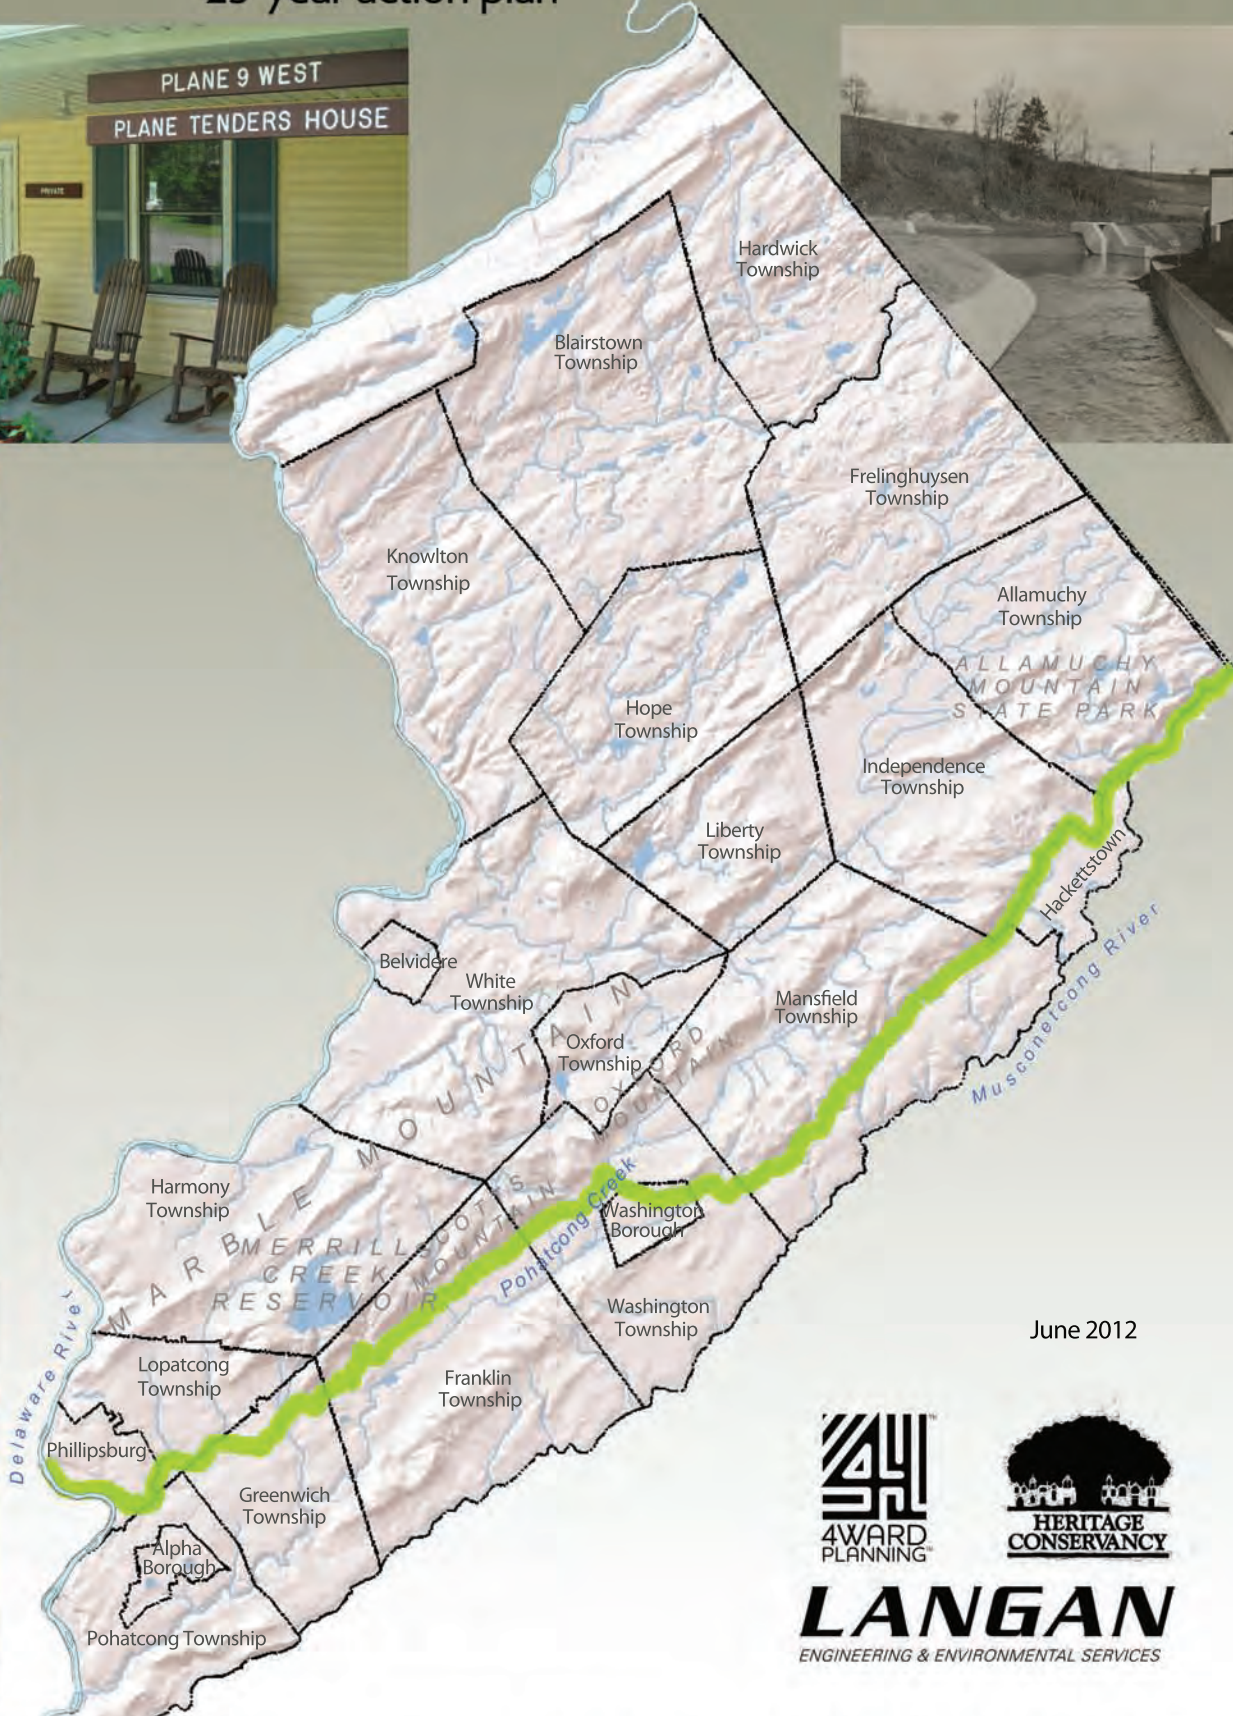 25-year action plan
PLANE 9 WEST
PLANE TENDERS HOUSE
PRIVATE
Hardwick
Township
Blairstown
Township
Frelinghuysen
Township
Knowlton
Township
Allamuchy
Township
ALLAMUCHY
MOUNTAIN
STATE PARK
Hope
Township
Independence
Township
Liberty
Township
Hackettstown
Musconetcong River
Belvidere
White
Township
Mansfield
Township
Oxford
Township
OXFORD
MOUNTAIN
MARBLE MOUNTAIN
Harmony
Township
SCOTTS
MOUNTAIN
Pohatcong Creek
Washington
Borough
MERRILL
CREEK
RESERVOIR
Washington
Township
June 2012
Delaware River
Lopatcong
Township
Franklin
Township
Phillipsburg
Greenwich
Township
Alpha
Borough
Pohatcong Township
4WARD
PLANNING
HERITAGE
CONSERVANCY
LANGAN
ENGINEERING & ENVIRONMENTAL SERVICES